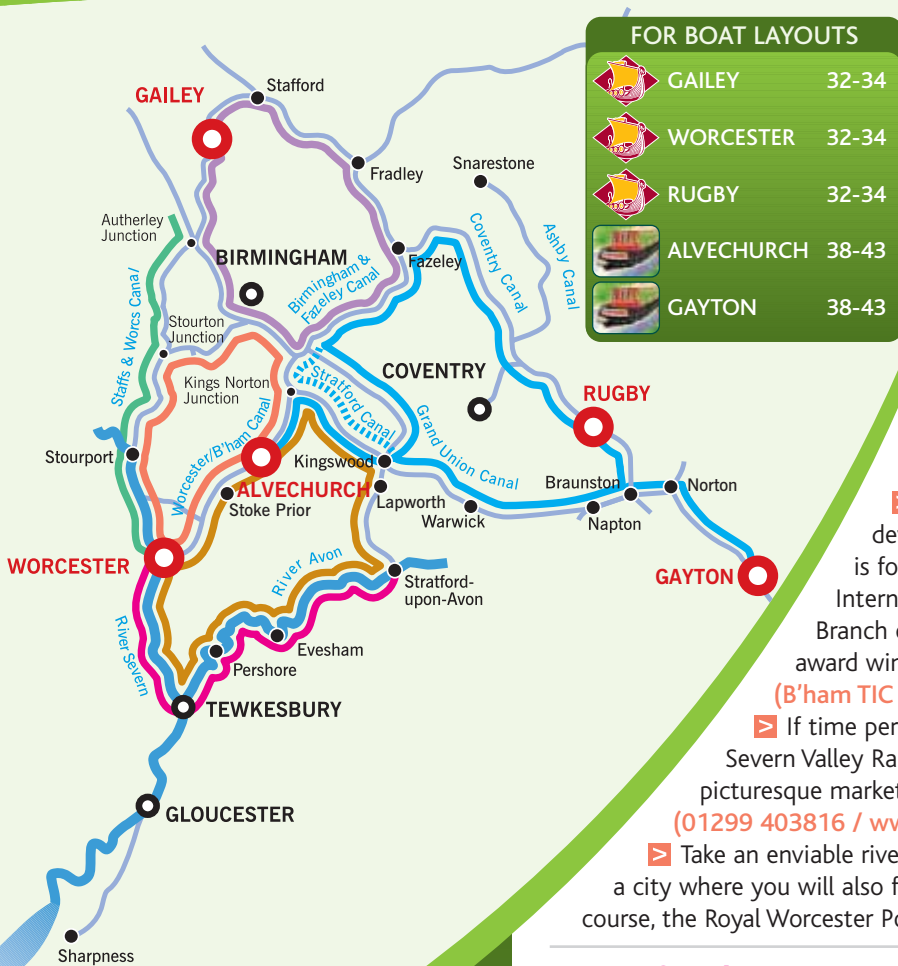 FOR BOAT LAYOUTS
GAILEY 32-34
WORCESTER 32-34
RUGBY 32-34
ALVECHURCH 38-43
GAYTON 38-43
Stafford
GAILEY
Fradley
Snarestone
Autherley
Junction
BIRMINGHAM
Fazeley
Birmingham &
Fazeley Canal
Coventry Canal
Ashby Canal
Staffs & Worcs Canal
Stourton
Junction
Kings Norton
Junction
Stratford Canal
COVENTRY
RUGBY
Grand Union Canal
Worcester/B'ham Canal
Stourport
Kingswood
ALVECHURCH
Stoke Prior
Lapworth
Warwick
Braunston
Norton
Napton
WORCESTER
GAYTON
River Avon
Stratford-
upon-Avon
River Severn
Evesham
Pershore
TEWKESBURY
GLOUCESTER
Sharpness
>
is fo
Intern
Branch
award win
(B'ham TIC
> If time per
Severn Valley Ra
picturesque market
(01299 403816 / ww
> Take an enviable rive
a city where you will also f
course, the Royal Worcester Po